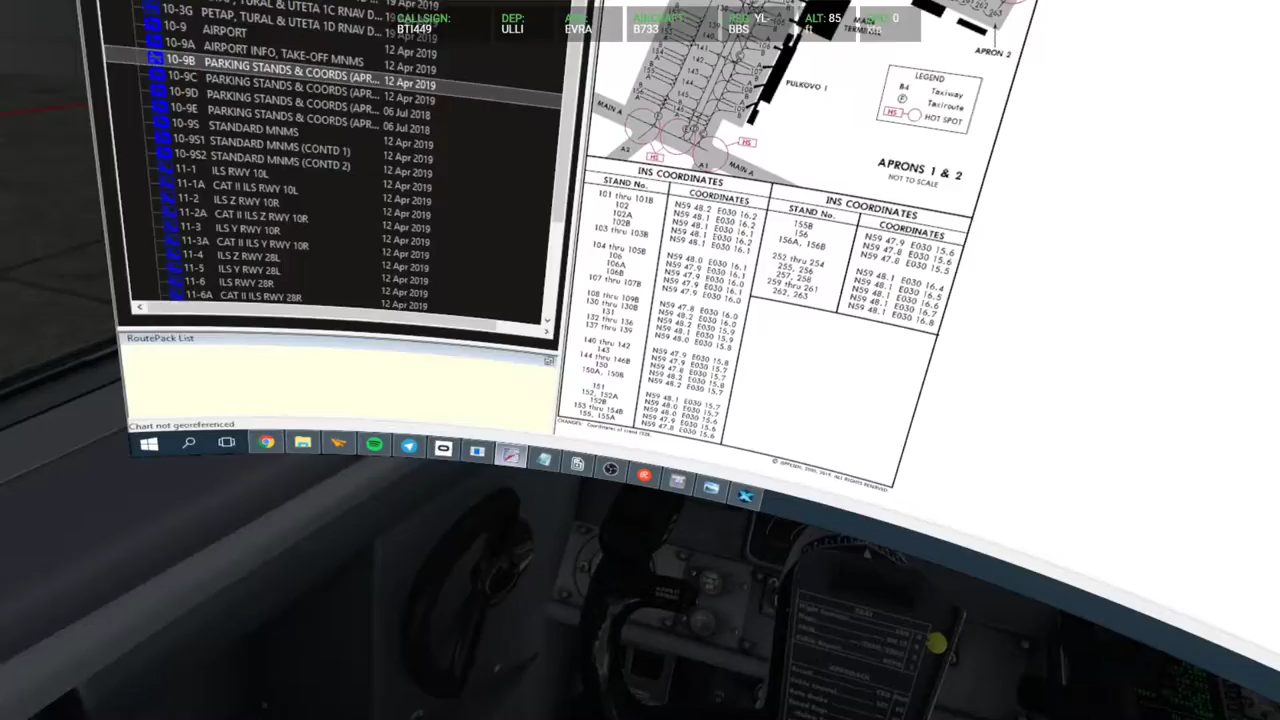 CALLSIGN:
BTI449
DEP:
ULLI
EVRA
AIRCRAFT
B733
YL-
BBS
ALT: 85
ft
0
Kts
10-3G PETAP, TURAL & UTETA 1C RNAV D...
PETAP, TURAL & UTETA 1D RNAV D...
10-9 AIRPORT
10-9A AIRPORT INFO, TAKE-OFF MNMS 12 Apr 2019
10-9B PARKING STANDS & COORDS (APR... 12 Apr 2019
10-9C PARKING STANDS & COORDS (APR... 12 Apr 2019
10-9D PARKING STANDS & COORDS (APR... 06 Jul 2018
10-9E PARKING STANDS & COORDS (APR... 06 Jul 2018
10-9S STANDARD MNMS 12 Apr 2019
10-9S1 STANDARD MNMS (CONTD 1) 12 Apr 2019
10-9S2 STANDARD MNMS (CONTD 2) 12 Apr 2019
11-1 ILS RWY 10L 12 Apr 2019
11-1A CAT II ILS RWY 10L 12 Apr 2019
11-2 ILS Z RWY 10R 12 Apr 2019
11-2A CAT II ILS Z RWY 10R 12 Apr 2019
11-3 ILS Y RWY 10R 12 Apr 2019
11-3A CAT II ILS Y RWY 10R 12 Apr 2019
11-4 ILS Z RWY 28L 12 Apr 2019
11-5 ILS Y RWY 28L 12 Apr 2019
11-6 ILS RWY 28R 12 Apr 2019
11-6A CAT II ILS RWY 28R 12 Apr 2019
RoutePack List
Chart not georeferenced
APRON 2
PULKOVO 1
MAIN A
A2
HS
A1
MAIN A
HS
LEGEND
B4 Taxiway
Taxiroute
HS HOT SPOT
APRONS 1 & 2
NOT TO SCALE
INS COORDINATES
STAND No. COORDINATES
101 thru 101B N59 48.2 E030 16.2
102 N59 48.1 E030 16.2
102A N59 48.1 E030 16.1
102B N59 48.1 E030 16.2
103 thru 103B N59 48.1 E030 16.1
104 thru 105B N59 48.0 E030 16.1
106 N59 47.9 E030 16.1
106A N59 47.9 E030 16.0
106B N59 47.9 E030 16.1
107 thru 107B N59 47.9 E030 16.0
108 thru 109B N59 47.8 E030 16.0
130 thru 130B N59 48.2 E030 16.0
131 N59 48.2 E030 15.9
132 thru 136 N59 48.1 E030 15.9
137 thru 139 N59 48.0 E030 15.8
140 thru 142 N59 47.9 E030 15.8
143 N59 47.9 E030 15.7
144 thru 146B N59 47.8 E030 15.7
150 N59 48.2 E030 15.8
150A, 150B N59 48.2 E030 15.7
151 N59 48.1 E030 15.7
152, 152A N59 48.0 E030 15.7
152B N59 48.0 E030 15.6
153 thru 154B N59 47.9 E030 15.6
155, 155A N59 47.8 E030 15.6
INS COORDINATES
STAND No. COORDINATES
155B N59 47.9 E030 15.6
156 N59 47.8 E030 15.6
156A, 156B N59 47.8 E030 15.5
252 thru 254 N59 48.1 E030 16.4
255, 256 N59 48.1 E030 16.5
257, 258 N59 48.1 E030 16.6
259 thru 261 N59 48.1 E030 16.7
262, 263 N59 48.1 E030 16.8
CHANGES: Coordinates of stand
ALL RIGHTS RESERVED.